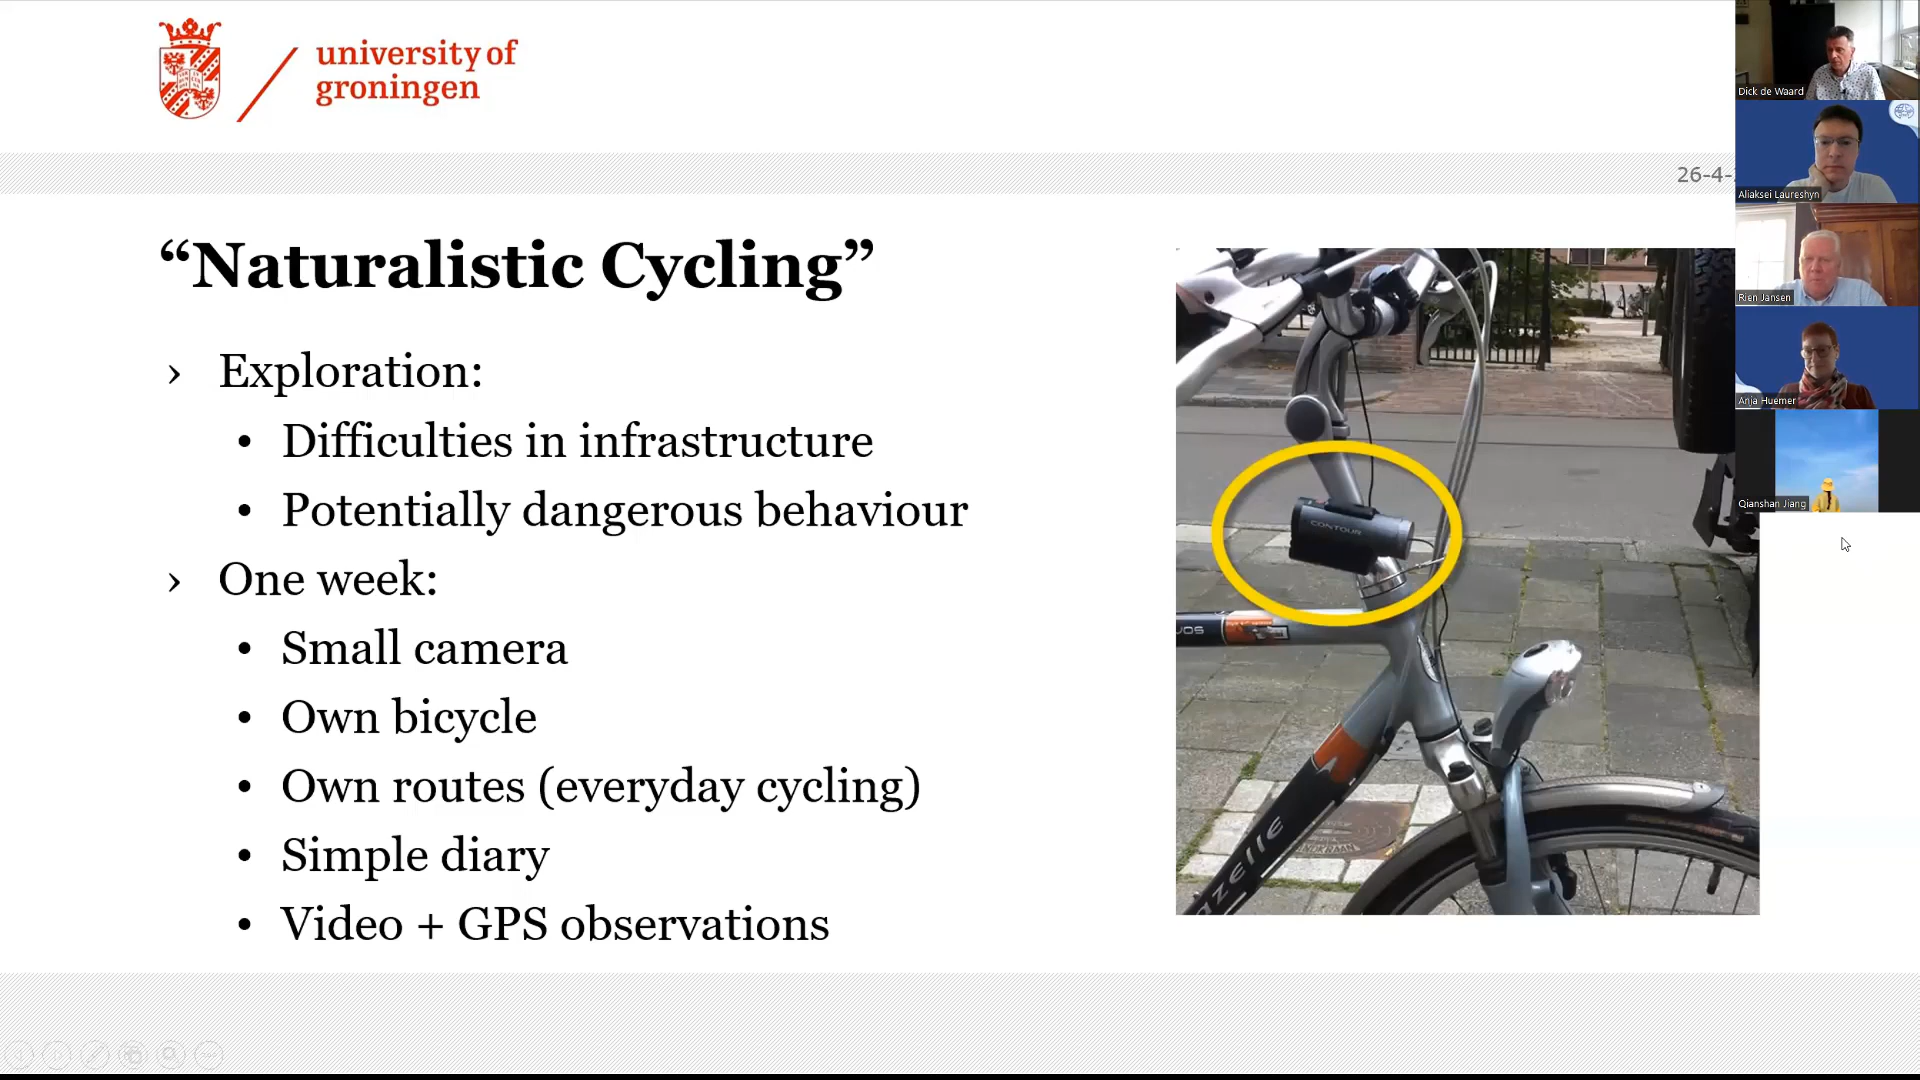 university of
groningen
26-4-
“Naturalistic Cycling”
› Exploration:
• Difficulties in infrastructure
• Potentially dangerous behaviour
› One week:
• Small camera
• Own bicycle
• Own routes (everyday cycling)
• Simple diary
• Video + GPS observations
CONTOUR
azelle
Dick de Waard
Aliaksei Laureshyn
Rien Jansen
Anja Huemer
Qianshan Jiang